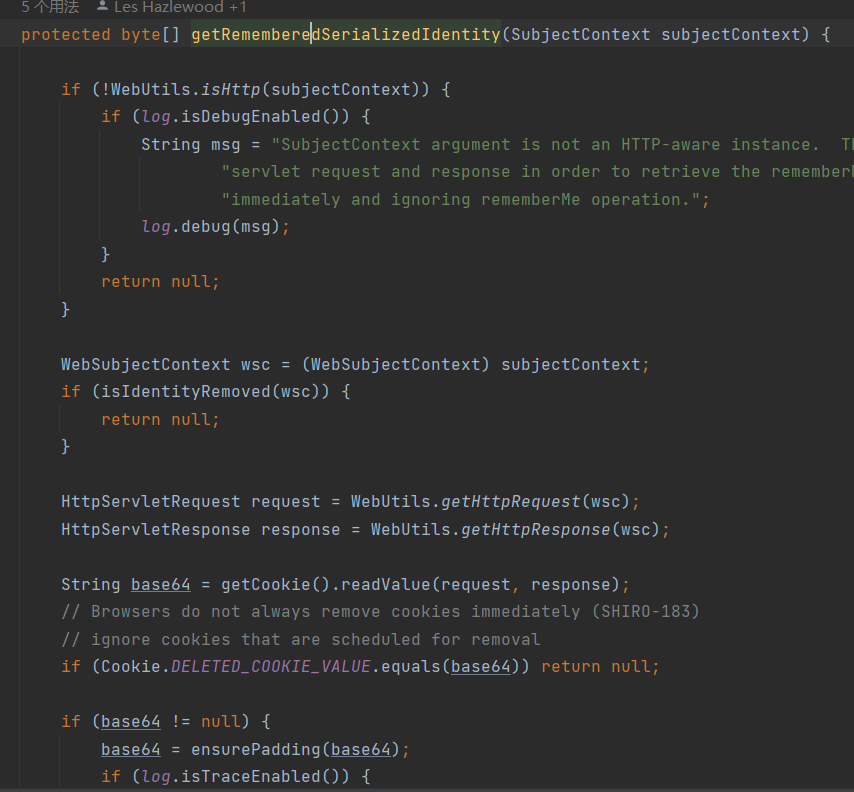 5 个用法 Les Hazlewood +1
protected byte[] getRememberedSerializedIdentity(SubjectContext subjectContext) {
if (!WebUtils.isHttp(subjectContext)) {
if (log.isDebugEnabled()) {
String msg = "SubjectContext argument is not an HTTP-aware instance.
"servlet request and response in order to retrieve the
"immediately and ignoring rememberMe operation.";
log.debug(msg);
}
return null;
}
WebSubjectContext wsc = (WebSubjectContext) subjectContext;
if (isIdentityRemoved(wsc)) {
return null;
}
HttpServletRequest request = WebUtils.getHttpRequest(wsc);
HttpServletResponse response = WebUtils.getHttpResponse(wsc);
String base64 = getCookie().readValue(request, response);
// Browsers do not always remove cookies immediately (SHIRO-183)
// ignore cookies that are scheduled for removal
if (Cookie.DELETED_COOKIE_VALUE.equals(base64)) return null;
if (base64 != null) {
base64 = ensurePadding(base64);
if (log.isTraceEnabled()) {